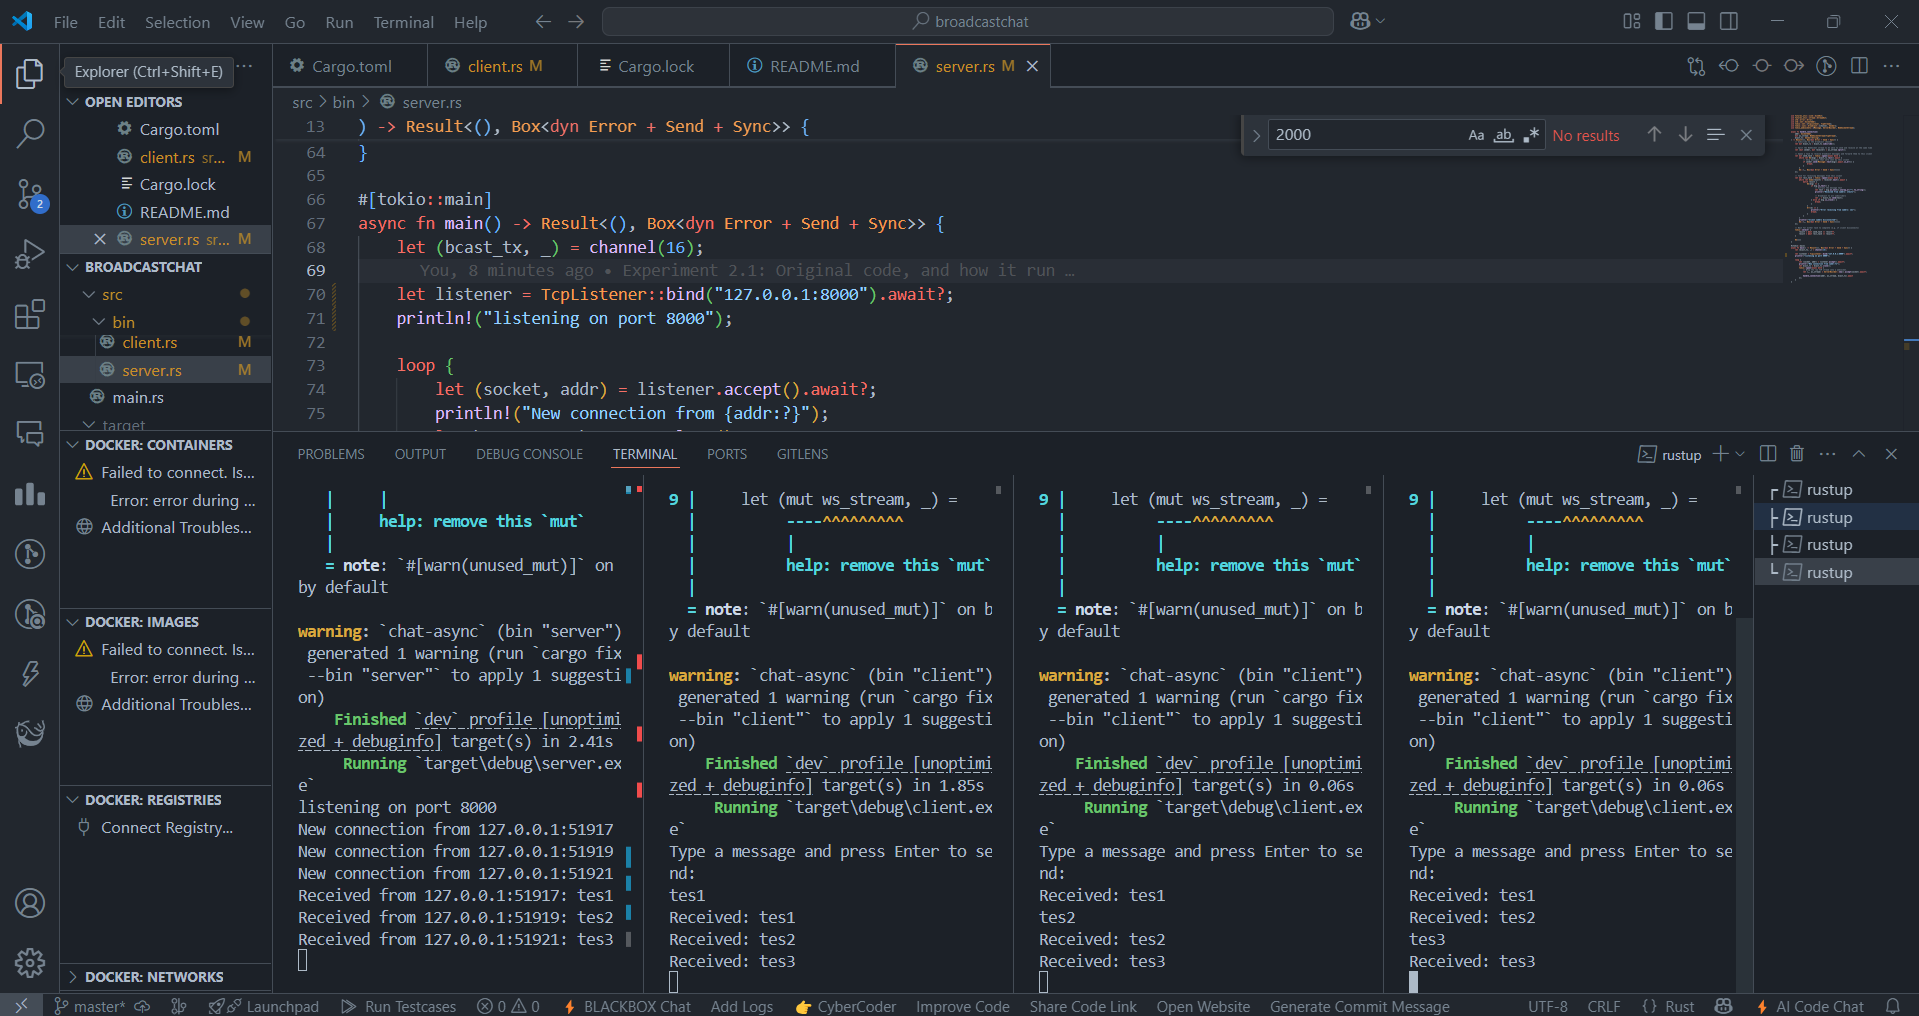 File Edit Selection View Go Run Terminal Help
broadcastchat
Explorer (Ctrl+Shift+E)
OPEN EDITORS
Cargo.toml
client.rs sr... M
Cargo.lock
README.md
server.rs sr... M
BROADCASTCHAT
src
bin
client.rs M
server.rs M
main.rs
target
DOCKER: CONTAINERS
Failed to connect. Is...
Error: error during ...
Additional Troubles...
DOCKER: IMAGES
Failed to connect. Is...
Error: error during ...
Additional Troubles...
DOCKER: REGISTRIES
Connect Registry...
DOCKER: NETWORKS
2
Cargo.toml
client.rs M
Cargo.lock
README.md
server.rs M
src > bin > server.rs
13 ) -> Result<(), Box<dyn Error + Send + Sync>> {
64 }
65
66 #[tokio::main]
67 async fn main() -> Result<(), Box<dyn Error + Send + Sync>> {
68 let (bcast_tx, _) = channel(16);
69 You, 8 minutes ago • Experiment 2.1: Original code, and how it run …
70 let listener = TcpListener::bind("127.0.0.1:8000").await?;
71 println!("listening on port 8000");
72
73 loop {
74 let (socket, addr) = listener.accept().await?;
75 println!("New connection from {addr:?}");
2000 Aa ab No results
PROBLEMS OUTPUT DEBUG CONSOLE TERMINAL PORTS GITLENS
rustup
| |
| help: remove this `mut`
|
= note: `#[warn(unused_mut)]` on
by default
warning: `chat-async` (bin "server")
generated 1 warning (run `cargo fix
--bin "server"` to apply 1 suggesti
on)
Finished `dev` profile [unoptimi
zed + debuginfo] target(s) in 2.41s
Running `target\debug\server.ex
e`
listening on port 8000
New connection from 127.0.0.1:51917
New connection from 127.0.0.1:51919
New connection from 127.0.0.1:51921
Received from 127.0.0.1:51917: tes1
Received from 127.0.0.1:51919: tes2
Received from 127.0.0.1:51921: tes3
9 | let (mut ws_stream, _) =
| ----^^^^^^^^^
| |
| help: remove this `mut`
|
= note: `#[warn(unused_mut)]` on b
y default
warning: `chat-async` (bin "client")
generated 1 warning (run `cargo fix
--bin "client"` to apply 1 suggesti
on)
Finished `dev` profile [unoptimi
zed + debuginfo] target(s) in 1.85s
Running `target\debug\client.ex
e`
Type a message and press Enter to se
nd:
tes1
Received: tes1
Received: tes2
Received: tes3
9 | let (mut ws_stream, _) =
| ----^^^^^^^^^
| |
| help: remove this `mut`
|
= note: `#[warn(unused_mut)]` on b
y default
warning: `chat-async` (bin "client")
generated 1 warning (run `cargo fix
--bin "client"` to apply 1 suggesti
on)
Finished `dev` profile [unoptimi
zed + debuginfo] target(s) in 0.06s
Running `target\debug\client.ex
e`
Type a message and press Enter to se
nd:
Received: tes1
tes2
Received: tes2
Received: tes3
9 | let (mut ws_stream, _) =
| ----^^^^^^^^^
| |
| help: remove this `mut`
|
= note: `#[warn(unused_mut)]` on b
y default
warning: `chat-async` (bin "client")
generated 1 warning (run `cargo fix
--bin "client"` to apply 1 suggesti
on)
Finished `dev` profile [unoptimi
zed + debuginfo] target(s) in 0.06s
Running `target\debug\client.ex
e`
Type a message and press Enter to se
nd:
Received: tes1
Received: tes2
tes3
Received: tes3
rustup
rustup
rustup
rustup
master* Launchpad Run Testcases 0 0 BLACKBOX Chat Add Logs CyberCoder Improve Code Share Code Link Open Website Generate Commit Message UTF-8 CRLF {} Rust AI Code Chat